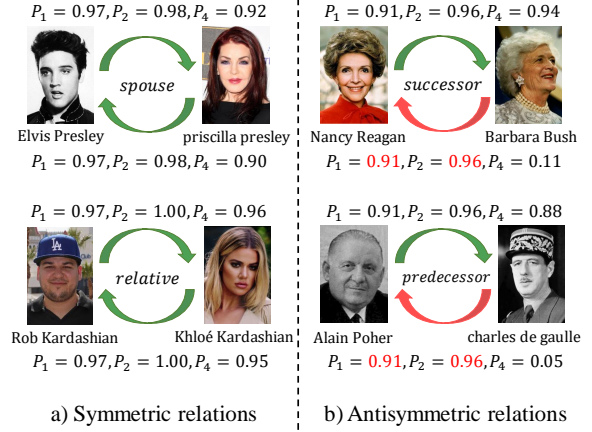 P₁ = 0.97, P₂ = 0.98, P₄ = 0.92
spouse
Elvis Presley
priscilla presley
P₁ = 0.97, P₂ = 0.98, P₄ = 0.90
P₁ = 0.97, P₂ = 1.00, P₄ = 0.96
LA
relative
Rob Kardashian
Khloé Kardashian
P₁ = 0.97, P₂ = 1.00, P₄ = 0.95
a) Symmetric relations
P₁ = 0.91, P₂ = 0.96, P₄ = 0.94
successor
Nancy Reagan
Barbara Bush
P₁ = 0.91, P₂ = 0.96, P₄ = 0.11
P₁ = 0.91, P₂ = 0.96, P₄ = 0.88
predecessor
Alain Poher
charles de gaulle
P₁ = 0.91, P₂ = 0.96, P₄ = 0.05
b) Antisymmetric relations